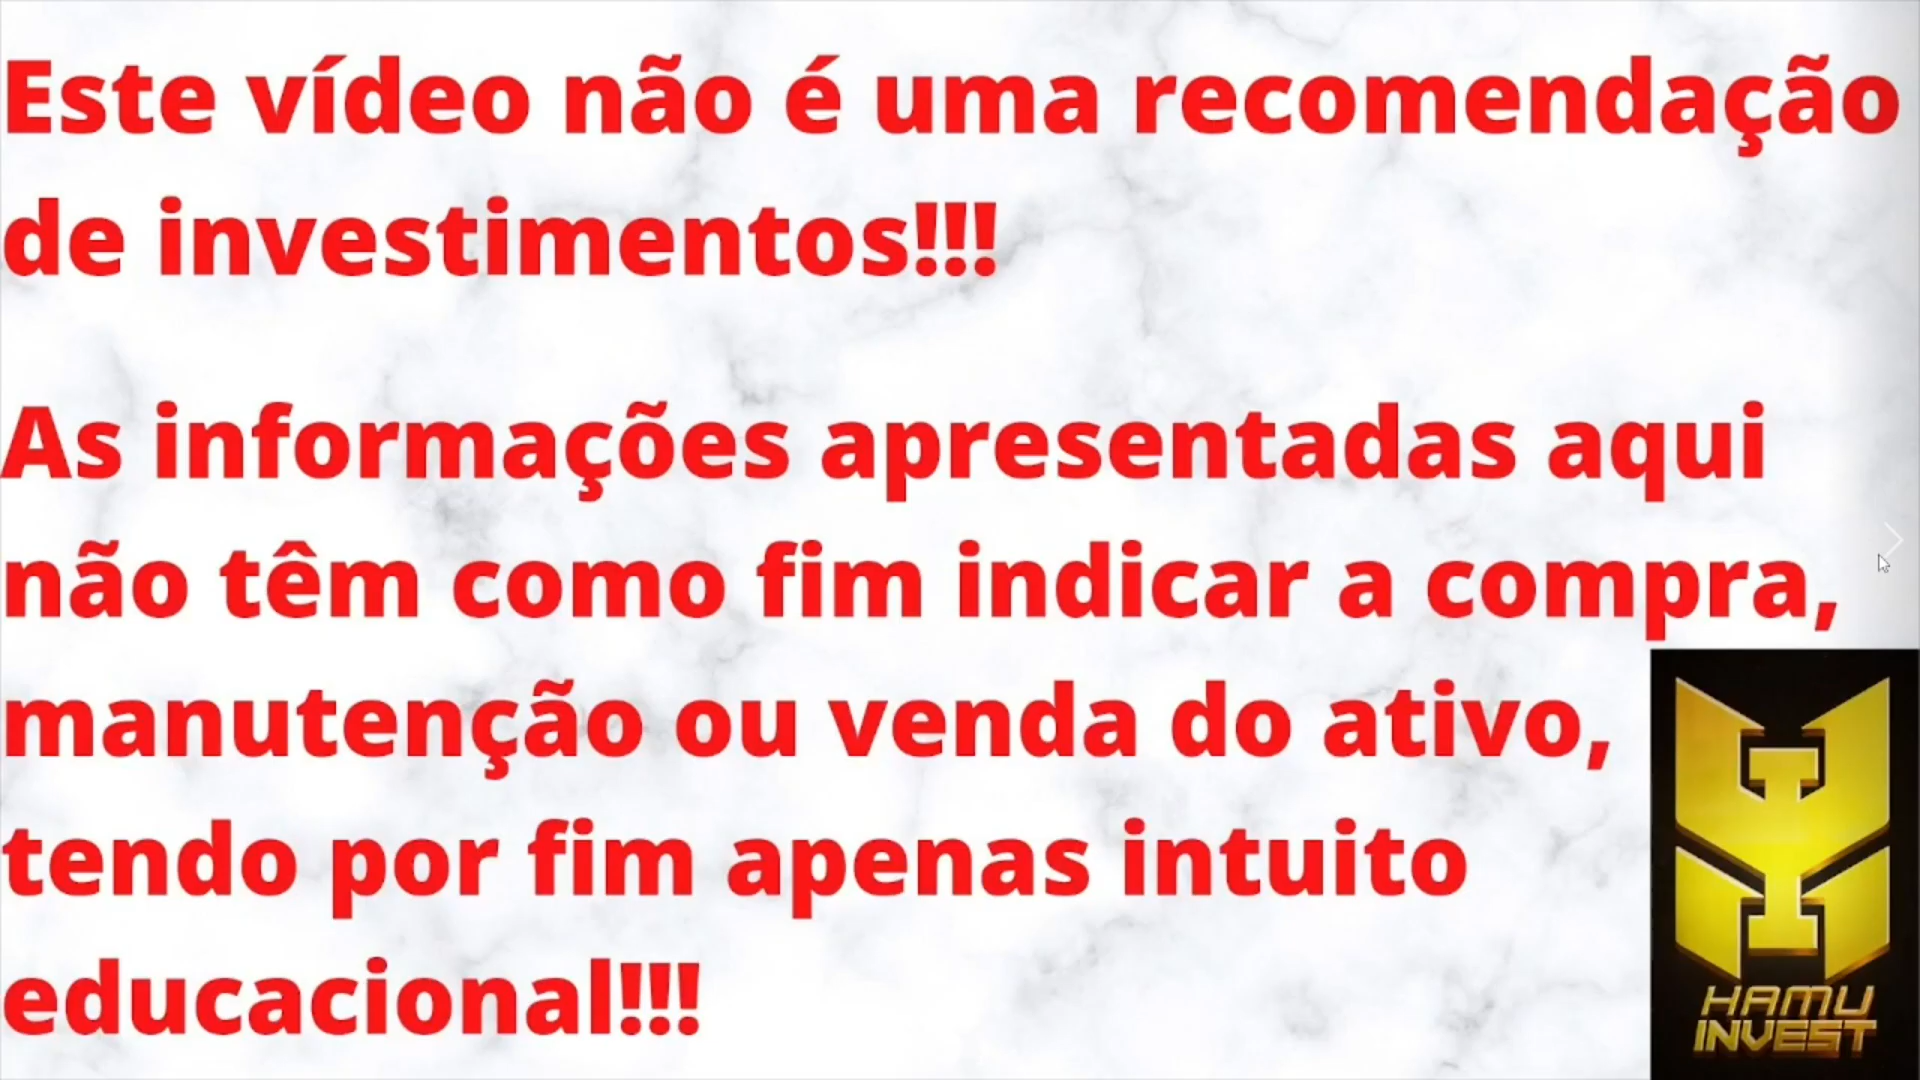 Este vídeo não é uma recomendação
de investimentos!!!
As informações apresentadas aqui
não têm como fim indicar a compra,
manutenção ou venda do ativo,
tendo por fim apenas intuito
educacional!!!
HAMU
INVEST